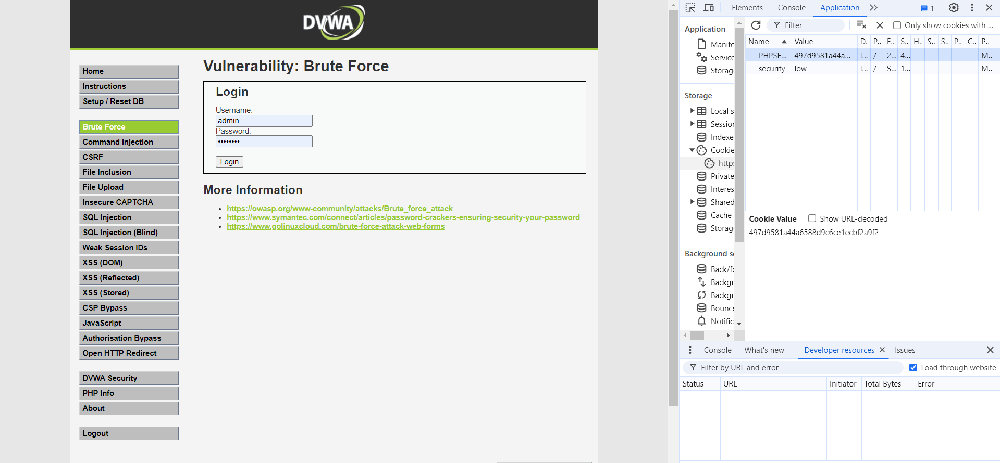 DVWA
Home
Instructions
Setup / Reset DB
Brute Force
Command Injection
CSRF
File Inclusion
File Upload
Insecure CAPTCHA
SQL Injection
SQL Injection (Blind)
Weak Session IDs
XSS (DOM)
XSS (Reflected)
XSS (Stored)
CSP Bypass
JavaScript
Authorisation Bypass
Open HTTP Redirect
DVWA Security
PHP Info
About
Logout
Vulnerability: Brute Force
Login
Username:
admin
Password:
••••••••
Login
More Information
• https://owasp.org/www-community/attacks/Brute_force_attack
• https://www.symantec.com/connect/articles/password-crackers-ensuring-security-your-password
• https://www.golinuxcloud.com/brute-force-attack-web-forms
Elements Console Application 1
Application
Manife
Service
Storag
Storage
Local s
Session
Indexe
Cookie
http:
Private
Interes
Shared
Cache
Storag
Background se
Back/fo
Backgr
Backgr
Bounce
Notific
Filter Only show cookies with ...
Name Value D. P.. E.. S.. H. S.. S.. P.. C.. P..
PHPSE... 497d9581a44a... l... / 2... 4... M..
security low l... / S... 1... M..
Cookie Value Show URL-decoded
497d9581a44a6588d9c6ce1ecbf2a9f2
Console What's new Developer resources Issues
Filter by URL and error Load through website
Status URL Initiator Total Bytes Error